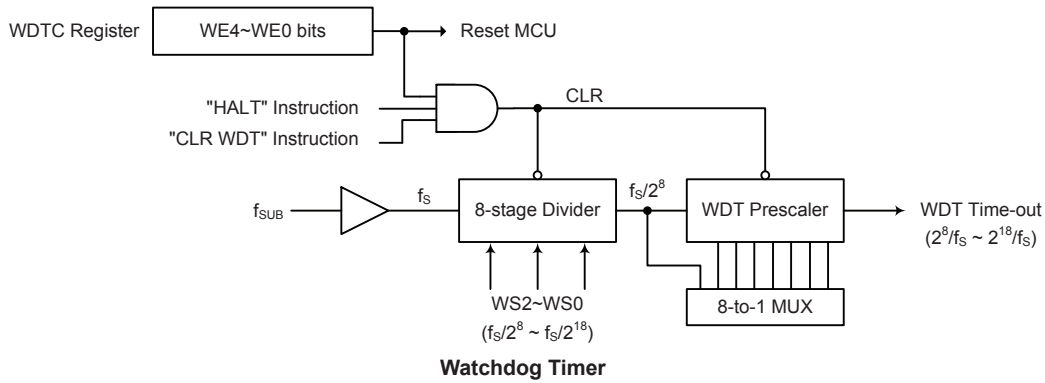 WDTC Register
WE4~WE0 bits
Reset MCU
CLR
"HALT" Instruction
"CLR WDT" Instruction
fSUB
fS
8-stage Divider
fS/2^8
WDT Prescaler
WDT Time-out
(2^8/fS ~ 2^18/fS)
WS2~WS0
(fS/2^8 ~ fS/2^18)
8-to-1 MUX
Watchdog Timer